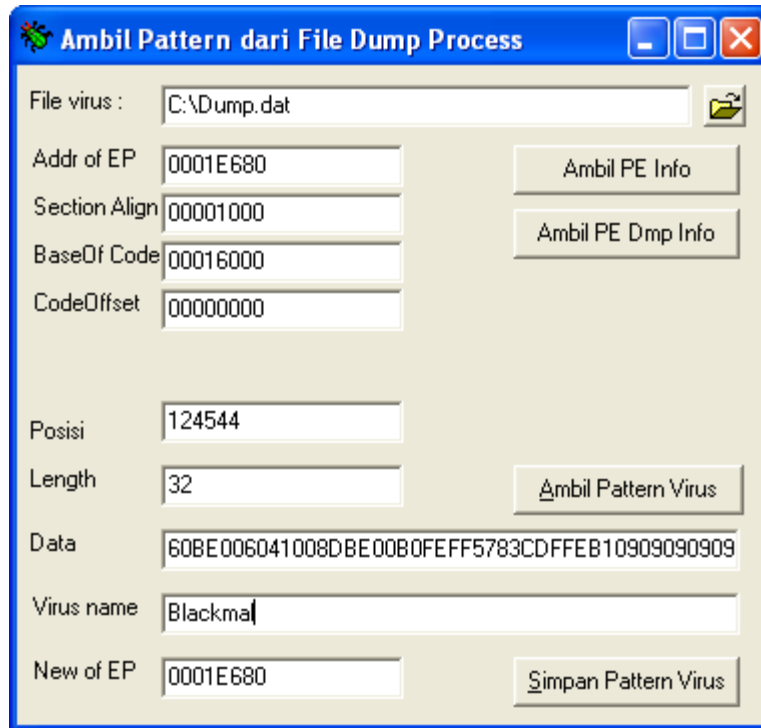 Ambil Pattern dari File Dump Process
File virus : C:\Dump.dat
Addr of EP 0001E680 Ambil PE Info
Section Align 00001000
Ambil PE Dmp Info
BaseOf Code 00016000
CodeOffset 00000000
Posisi 124544
Length 32 Ambil Pattern Virus
Data 60BE006041008DBE00B0FEFF5783CDFFEB10909090909
Virus name Blackmal
New of EP 0001E680 Simpan Pattern Virus